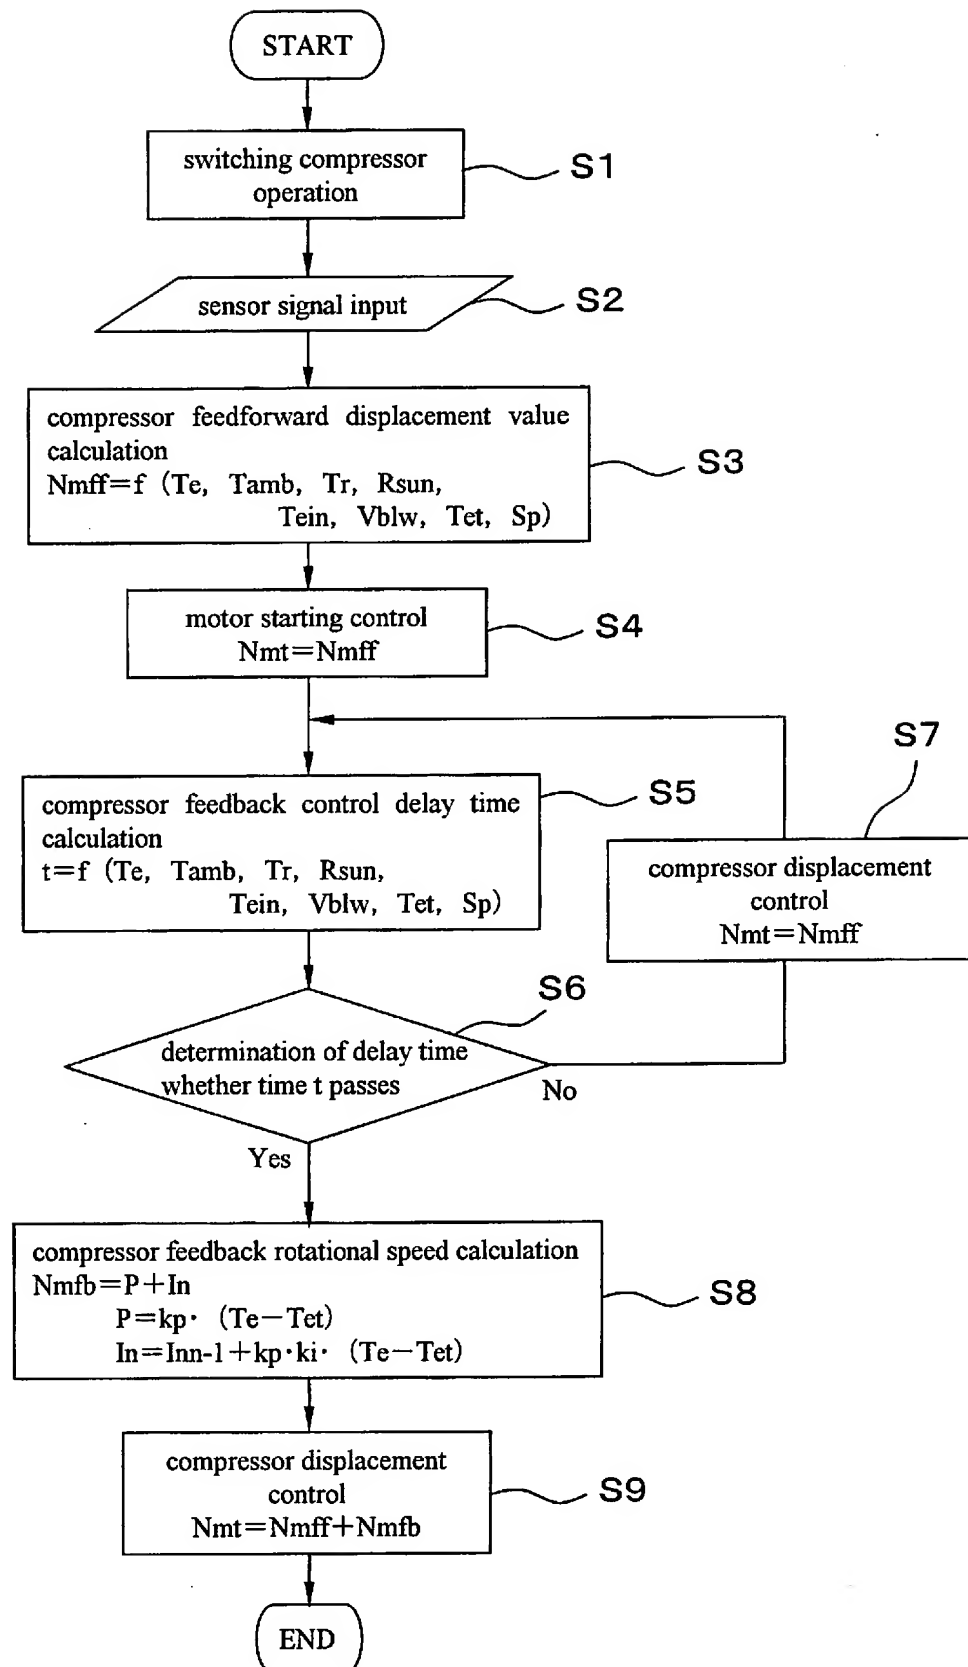 START
switching compressor
operation
S1
sensor signal input
S2
compressor feedforward displacement value
calculation
Nmff=f (Te, Tamb, Tr, Rsun,
Tein, Vblw, Tet, Sp)
S3
motor starting control
Nmt=Nmff
S4
compressor feedback control delay time
calculation
t=f (Te, Tamb, Tr, Rsun,
Tein, Vblw, Tet, Sp)
S5
S7
compressor displacement
control
Nmt=Nmff
S6
determination of delay time
whether time t passes
No
Yes
compressor feedback rotational speed calculation
Nmfb=P+In
P=kp· (Te−Tet)
In=Inn-1+kp·ki· (Te−Tet)
S8
compressor displacement
control
Nmt=Nmff+Nmfb
S9
END